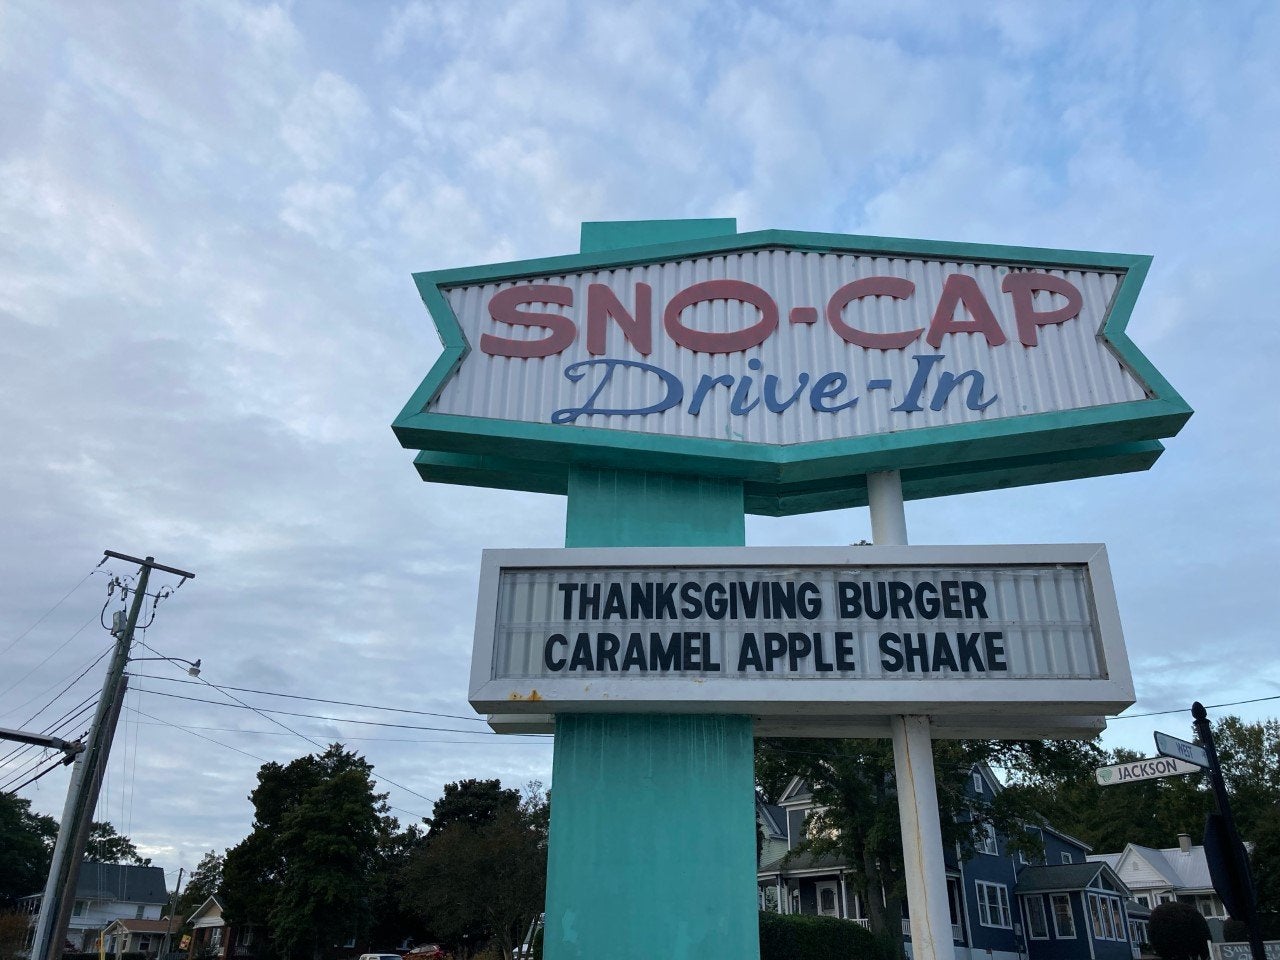 SNO-CAP
Drive-In
THANKSGIVING BURGER
CARAMEL APPLE SHAKE
WEST
JACKSON